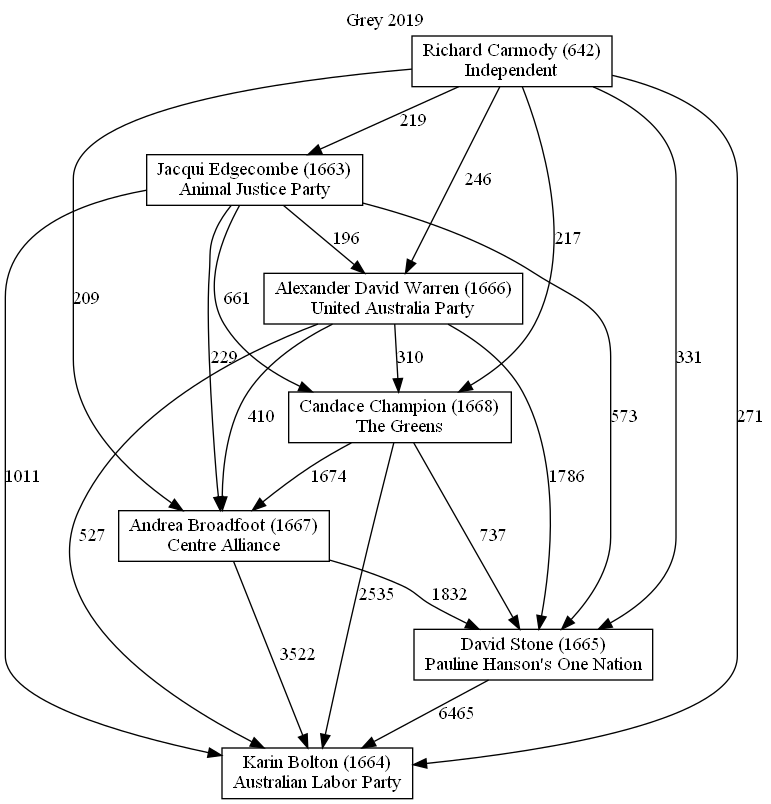 Grey 2019
Richard Carmody (642)
Independent
219
Jacqui Edgecombe (1663)
Animal Justice Party
246
196
217
Alexander David Warren (1666)
United Australia Party
209
661
229
310
331
573
271
410
Candace Champion (1668)
The Greens
1011
1674
1786
527
737
Andrea Broadfoot (1667)
Centre Alliance
2535
1832
3522
David Stone (1665)
Pauline Hanson's One Nation
6465
Karin Bolton (1664)
Australian Labor Party